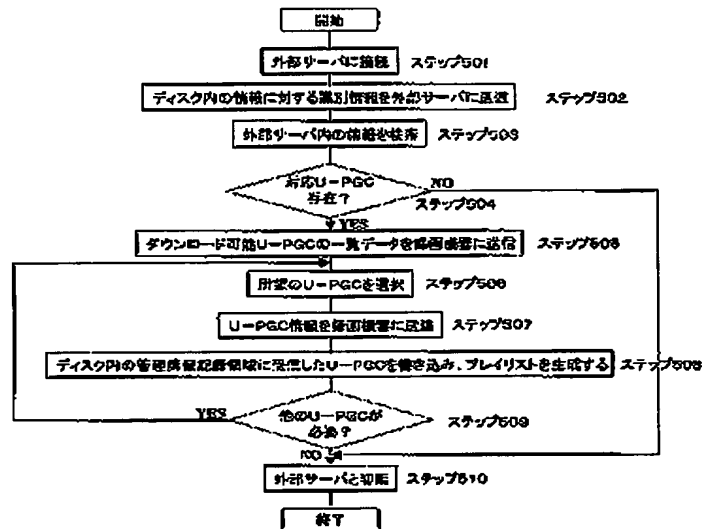 開始
外部サーバに接続 ステップ501
ディスク内の情報に対する識別情報を外部サーバに伝送 ステップ502
外部サーバ内の情報を検索 ステップ503
対応U－PGC
存在？
NO
ステップ504
YES
ダウンロード可能U－PGCの一覧データを録画機器に送信 ステップ505
所望のU－PGCを選択 ステップ506
U－PGC情報を録画機器に伝送 ステップ507
ディスク内の管理情報記録領域に受信したU－PGCを書き込み、プレイリストを生成する ステップ508
YES
他のU－PGCが
必要？
ステップ509
NO
外部サーバと切断 ステップ510
終了